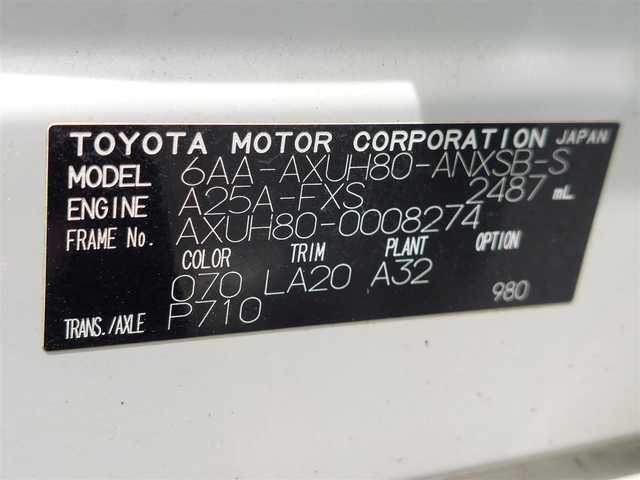 TOYOTA MOTOR CORPORATION JAPAN
MODEL 6AA-AXUH80-ANXSB-S
ENGINE A25A-FXS 2487 mL
FRAME No. AXUH80-0008274
COLOR TRIM PLANT OPTION
070 LA20 A32 980
TRANS./AXLE P710